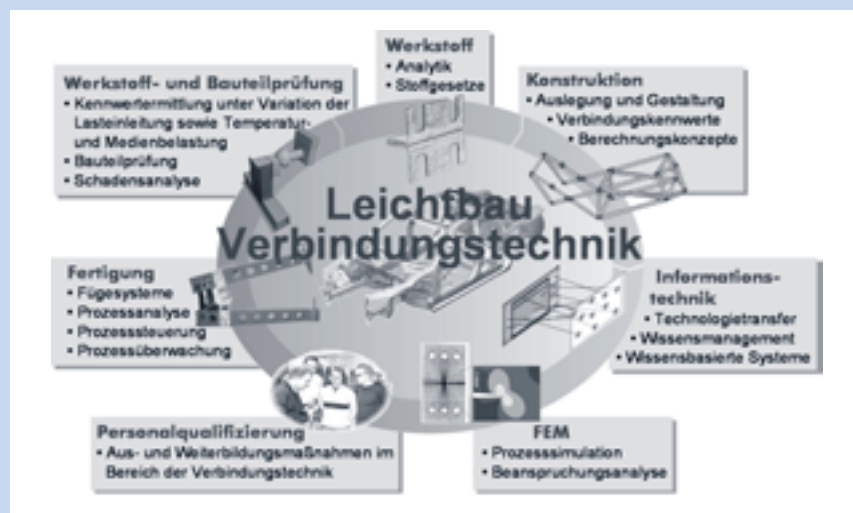 Werkstoff
• Analytik
• Stoffgesetze
Werkstoff- und Bauteilprüfung
• Kennwertermittlung unter Variation der
Lasteinleitung sowie Temperatur-
und Medienbelastung
• Bauteilprüfung
• Schadensanalyse
Konstruktion
• Auslegung und Gestaltung
• Verbindungskennwerte
• Berechnungskonzepte
Leichtbau
Verbindungstechnik
Fertigung
• Fügesysteme
• Prozessanalyse
• Prozesssteuerung
• Prozessüberwachung
Informations-
technik
• Technologietransfer
• Wissensmanagement
• Wissensbasierte Systeme
Personalqualifizierung
• Aus- und Weiterbildungsmaßnahmen im
Bereich der Verbindungstechnik
FEM
• Prozesssimulation
• Beanspruchungsanalyse